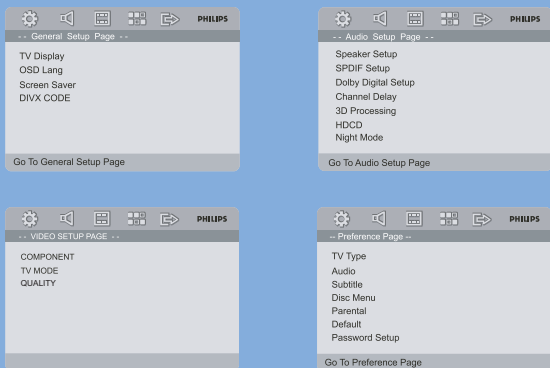 PHILIPS
-- General Setup Page --
TV Display
OSD Lang
Screen Saver
DIVX CODE
Go To General Setup Page
PHILIPS
-- Audio Setup Page --
Speaker Setup
SPDIF Setup
Dolby Digital Setup
Channel Delay
3D Processing
HDCD
Night Mode
Go To Audio Setup Page
PHILIPS
-- VIDEO SETUP PAGE --
COMPONENT
TV MODE
QUALITY
PHILIPS
-- Preference Page --
TV Type
Audio
Subtitle
Disc Menu
Parental
Default
Password Setup
Go To Preference Page